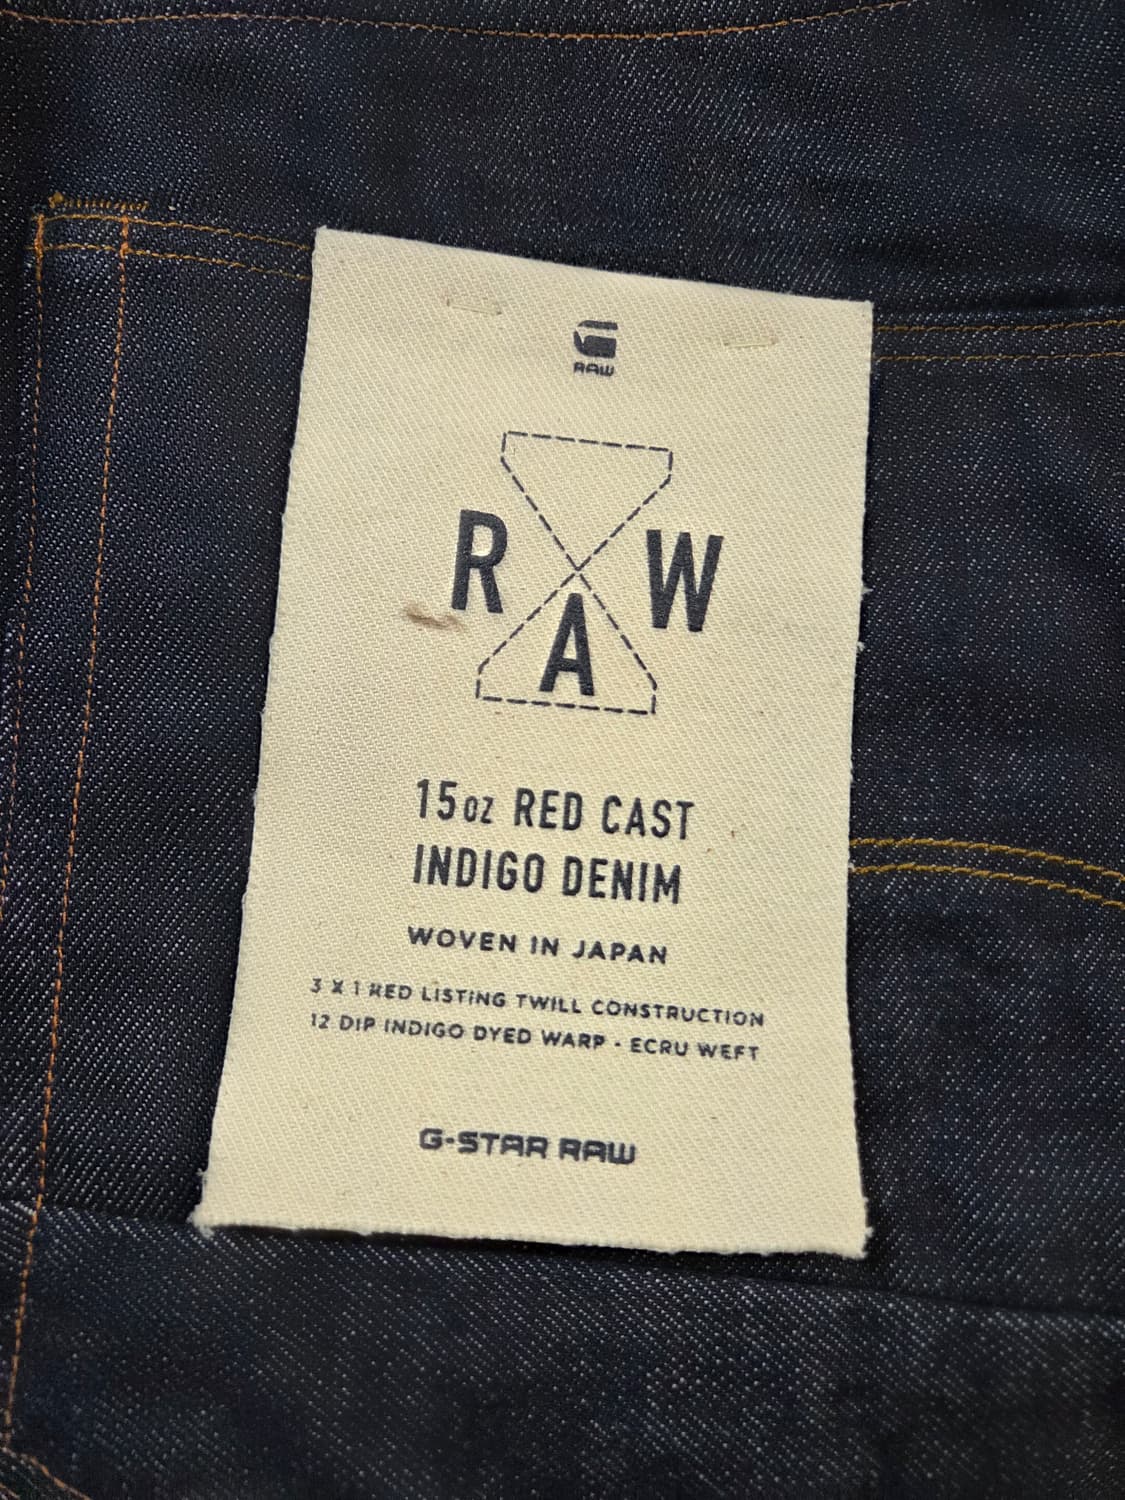 RAW
R W
A
15oz RED CAST
INDIGO DENIM
WOVEN IN JAPAN
3 X 1 RED LISTING TWILL CONSTRUCTION
12 DIP INDIGO DYED WARP - ECRU WEFT
G-STAR RAW